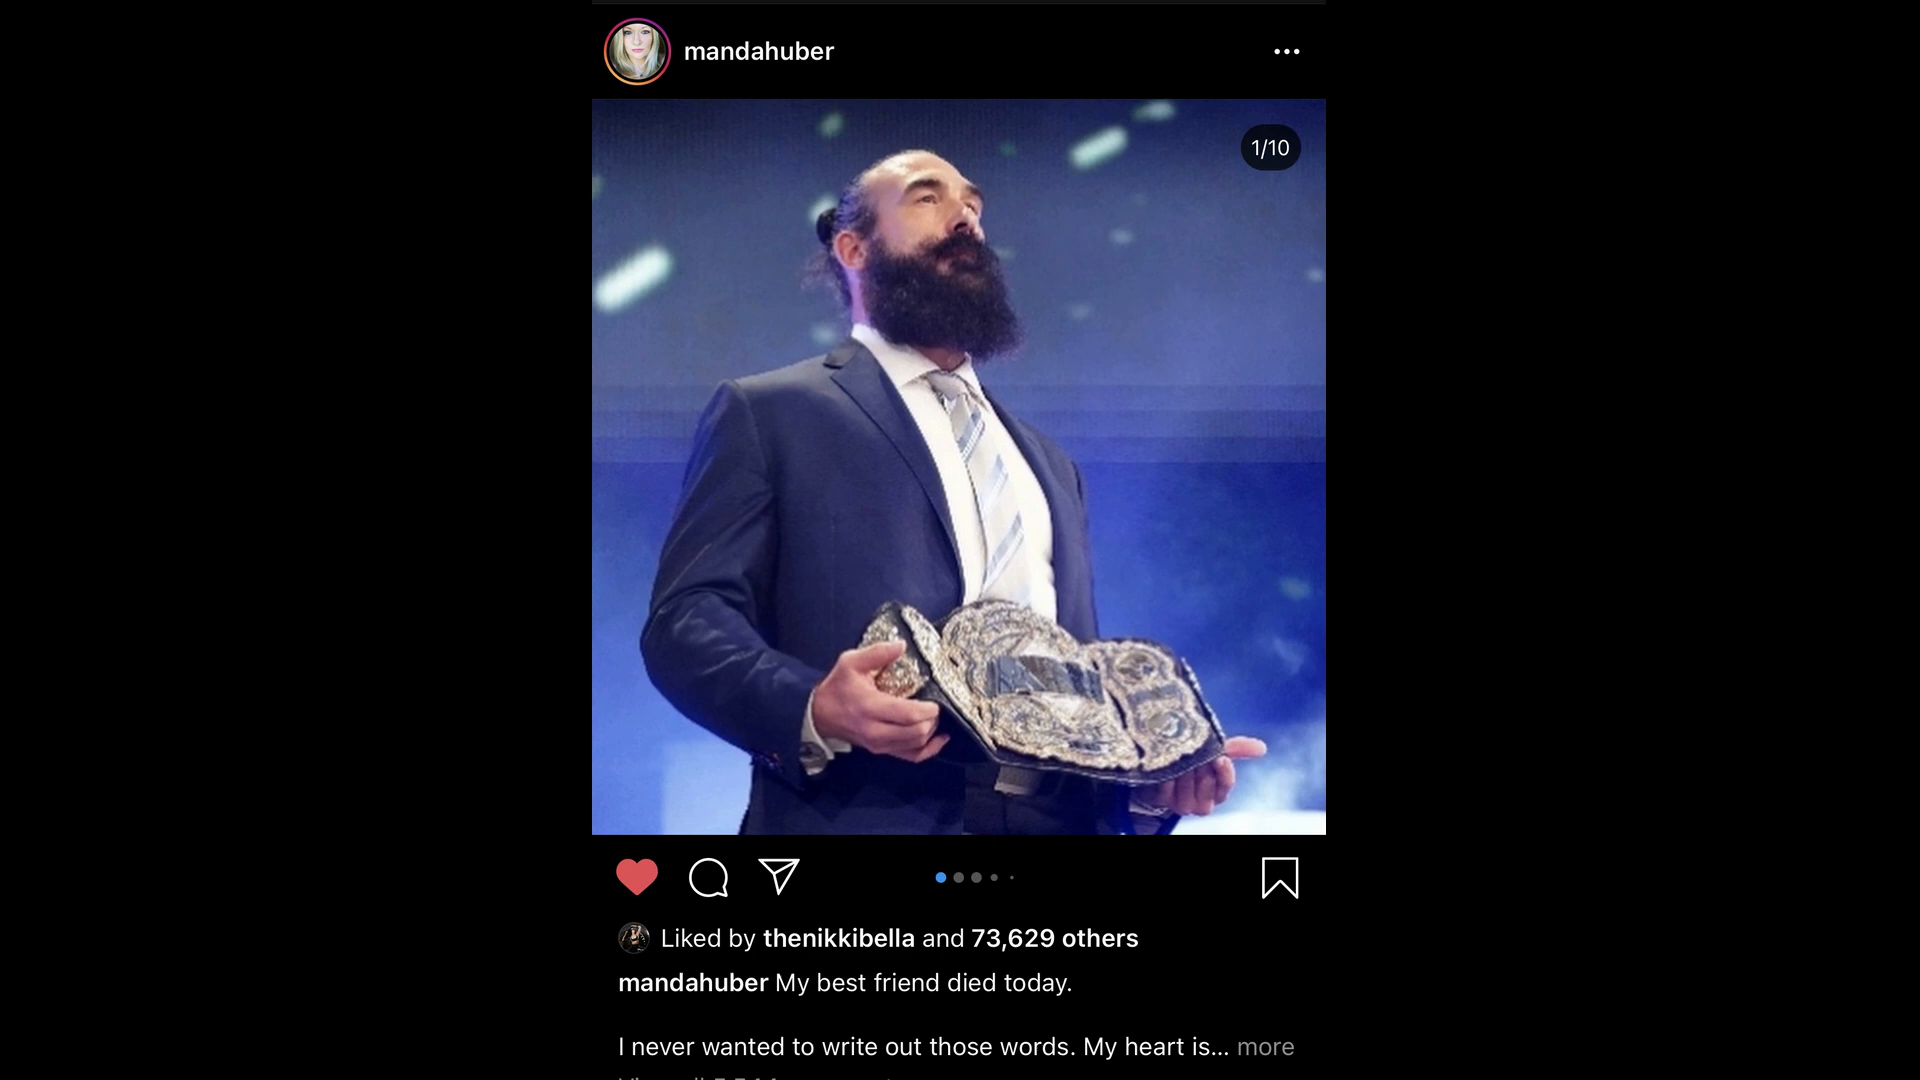 mandahuber
1/10
Liked by thenikkibella and 73,629 others
mandahuber My best friend died today.
I never wanted to write out those words. My heart is... more